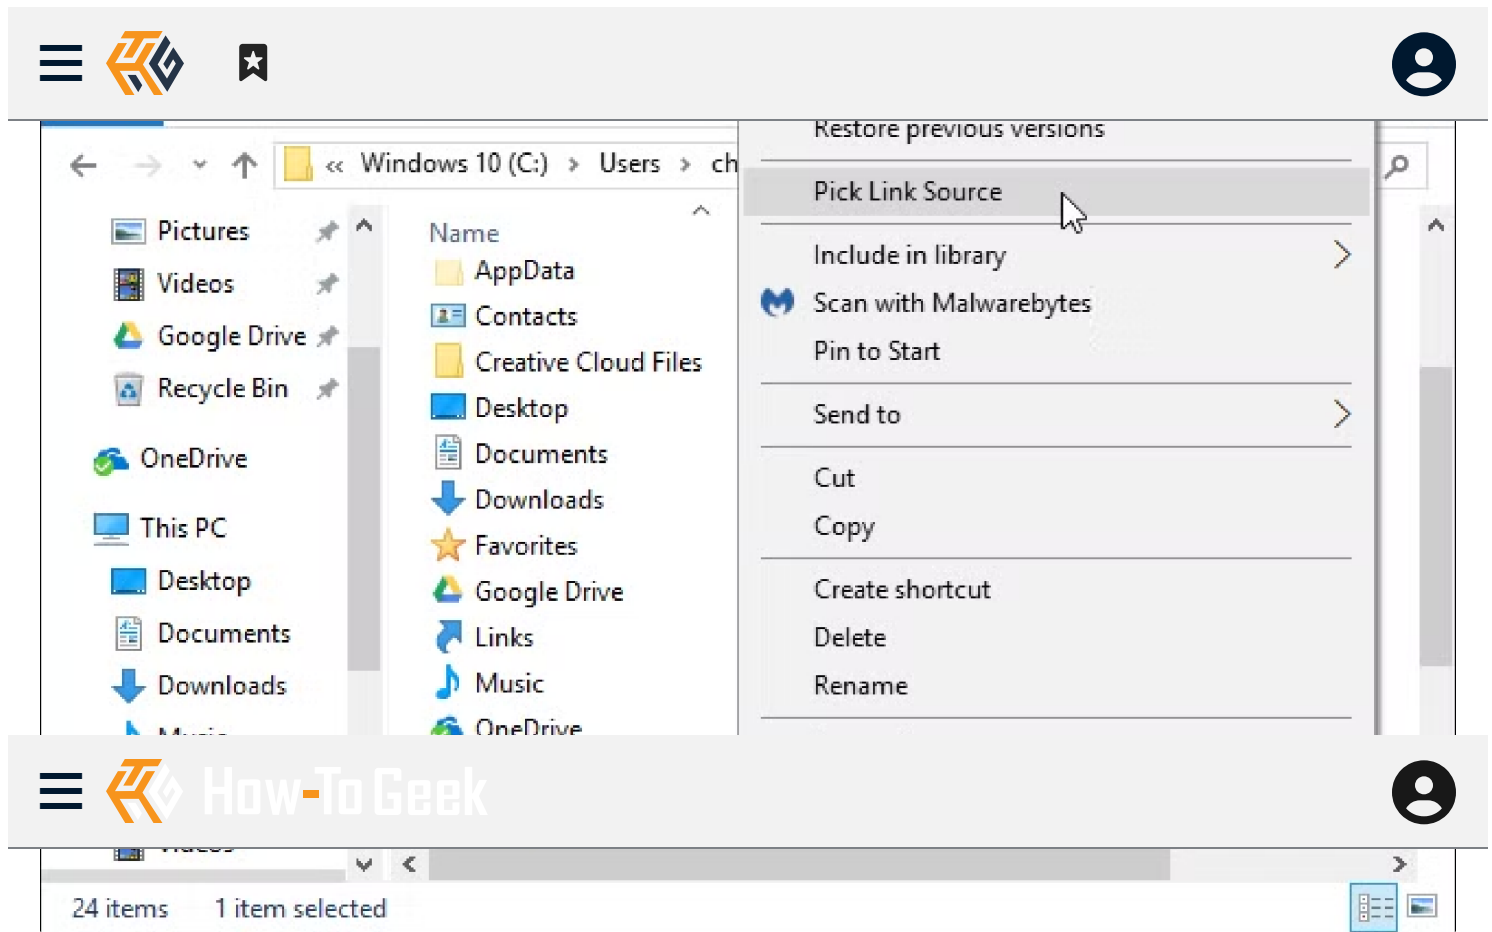 Restore previous versions
« Windows 10 (C:) > Users > ch
Pick Link Source
Pictures
Name
Include in library
AppData
Videos
Scan with Malwarebytes
Contacts
Google Drive
Pin to Start
Creative Cloud Files
Recycle Bin
Desktop
Send to
OneDrive
Documents
Cut
Downloads
Copy
This PC
Favorites
Desktop
Google Drive
Create shortcut
Documents
Links
Delete
Downloads
Music
Rename
Music
OneDrive
How-To Geek
Videos
24 items 1 item selected